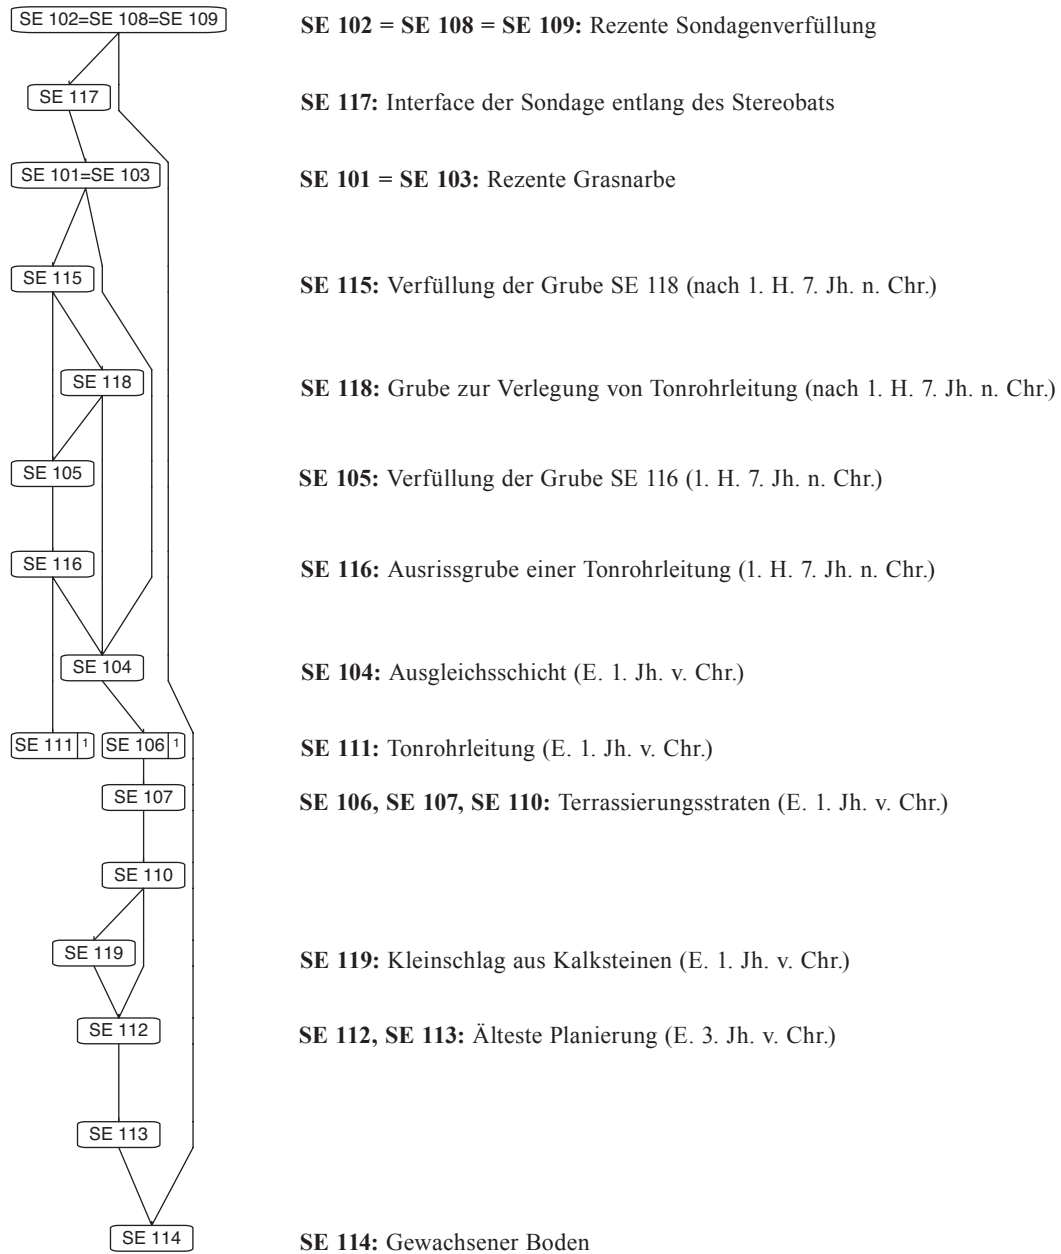 SE 102=SE 108=SE 109 SE 102 = SE 108 = SE 109: Rezente Sondagenverfüllung
SE 117 SE 117: Interface der Sondage entlang des Stereobats
SE 101=SE 103 SE 101 = SE 103: Rezente Grasnarbe
SE 115 SE 115: Verfüllung der Grube SE 118 (nach 1. H. 7. Jh. n. Chr.)
SE 118 SE 118: Grube zur Verlegung von Tonrohrleitung (nach 1. H. 7. Jh. n. Chr.)
SE 105 SE 105: Verfüllung der Grube SE 116 (1. H. 7. Jh. n. Chr.)
SE 116 SE 116: Ausrissgrube einer Tonrohrleitung (1. H. 7. Jh. n. Chr.)
SE 104 SE 104: Ausgleichsschicht (E. 1. Jh. v. Chr.)
SE 111 1 SE 106 1 SE 111: Tonrohrleitung (E. 1. Jh. v. Chr.)
SE 107 SE 106, SE 107, SE 110: Terrassierungsstraten (E. 1. Jh. v. Chr.)
SE 110
SE 119 SE 119: Kleinschlag aus Kalksteinen (E. 1. Jh. v. Chr.)
SE 112 SE 112, SE 113: Älteste Planierung (E. 3. Jh. v. Chr.)
SE 113
SE 114 SE 114: Gewachsener Boden